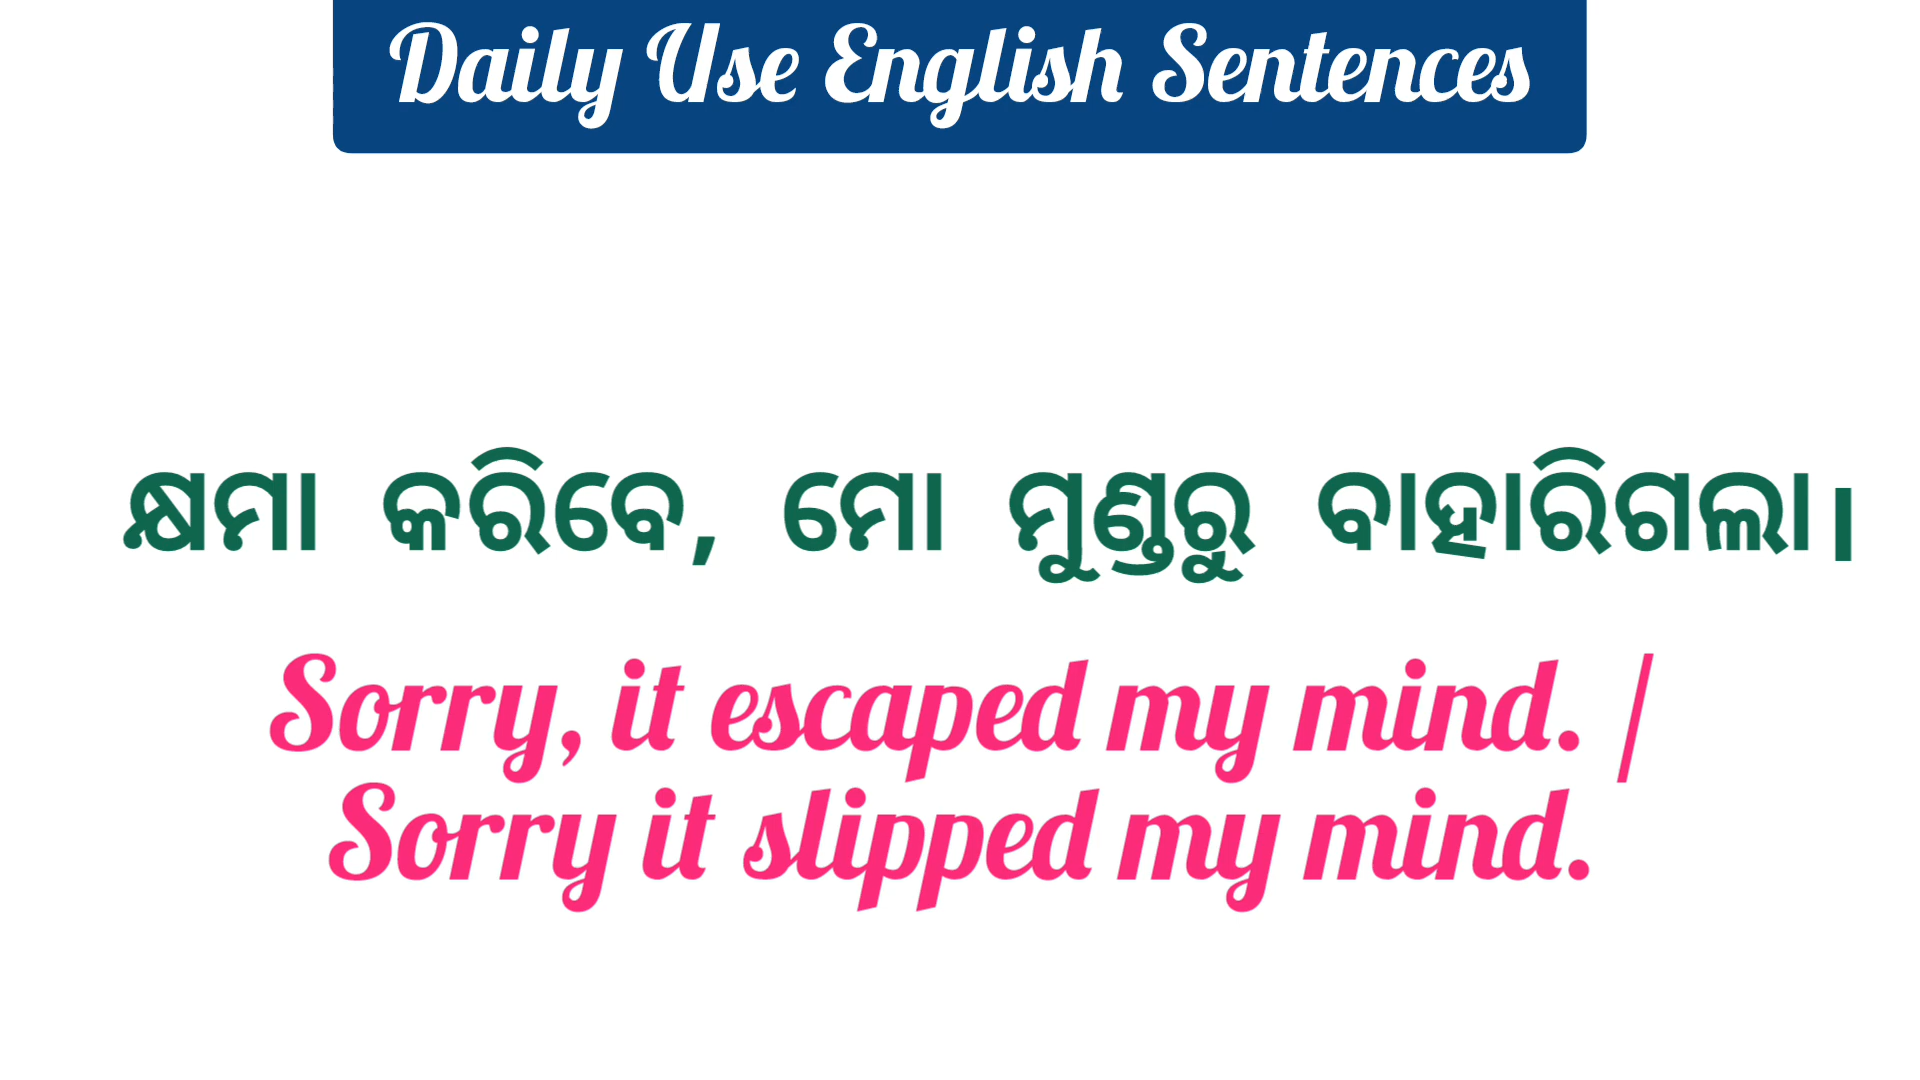 Daily Use English Sentences
କ୍ଷମା କରିବେ, ମୋ ମୁଣ୍ଡରୁ ବାହାରିଗଲା।
Sorry, it escaped my mind. /
Sorry it slipped my mind.